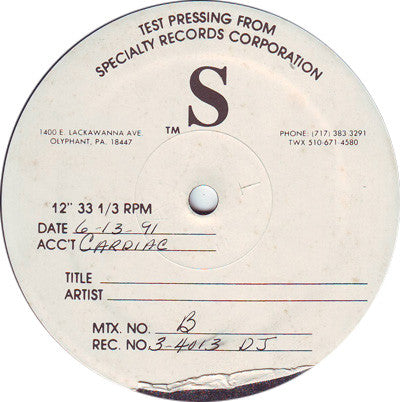 TEST PRESSING FROM
SPECIALTY RECORDS CORPORATION
S
TM
1400 E. LACKAWANNA AVE.
OLYPHANT, PA. 18447
PHONE: (717) 383 3291
TWX 510-671-4580
12" 33 1/3 RPM
DATE 6-13-91
ACC'T CARDIAC
TITLE
ARTIST
MTX. NO. B
REC. NO. 3-4013 DJ